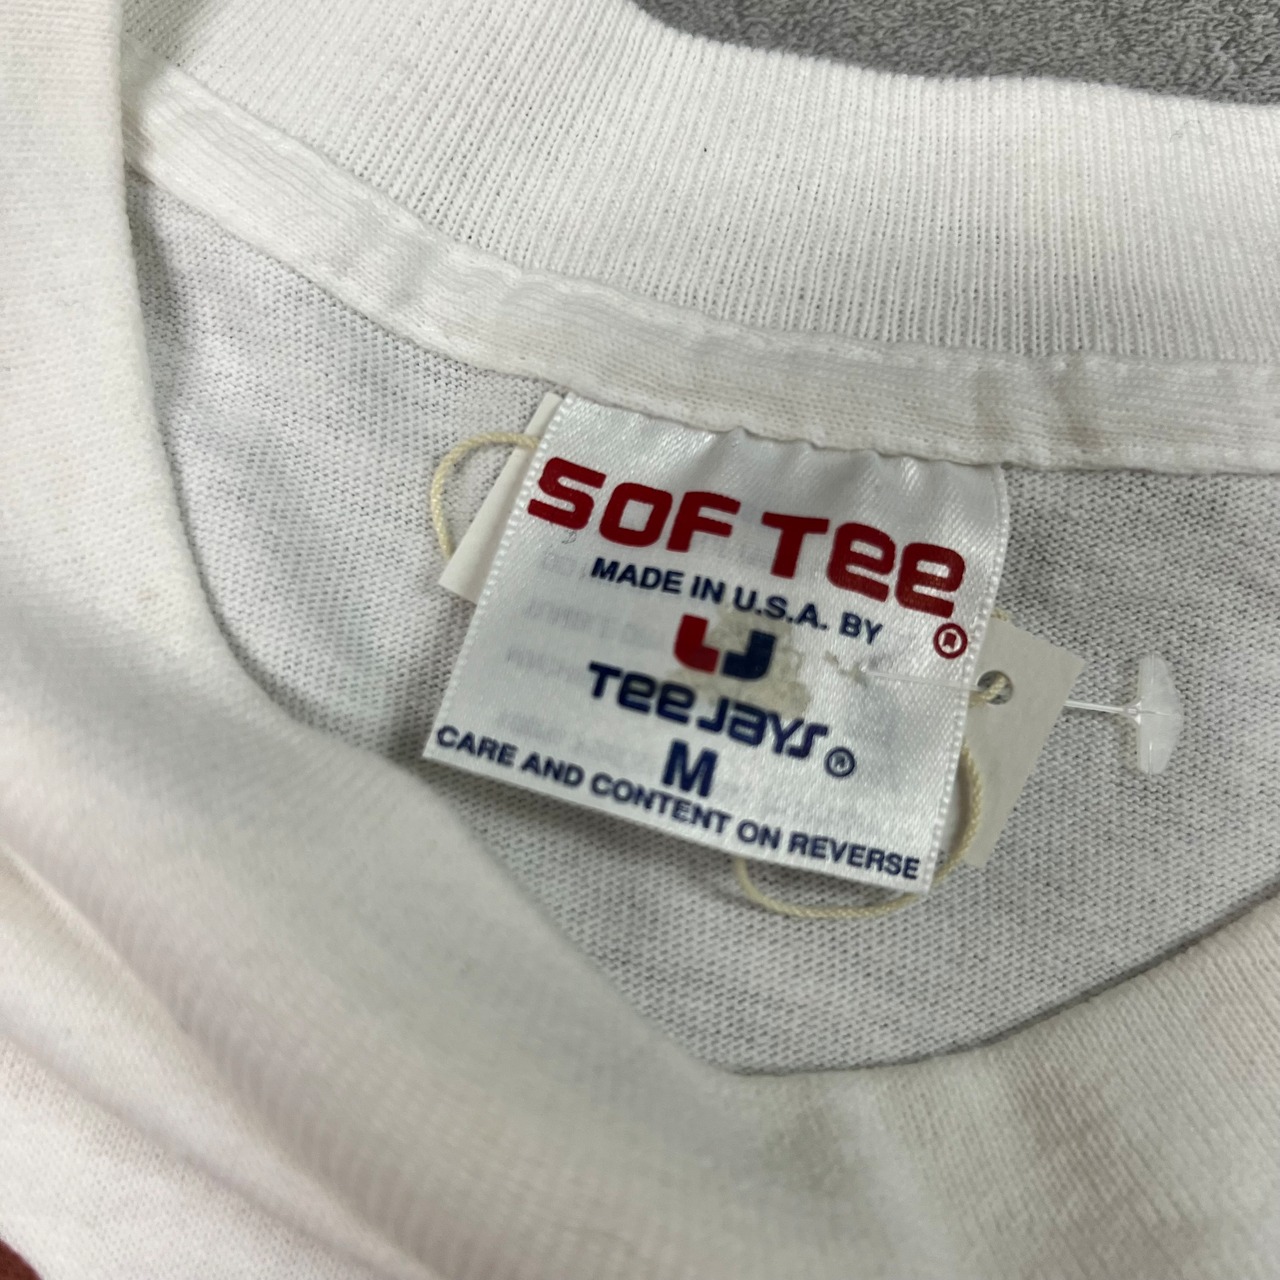 SOF TEE
MADE IN U.S.A. BY ®
TEE JAYS®
M
CARE AND CONTENT ON REVERSE